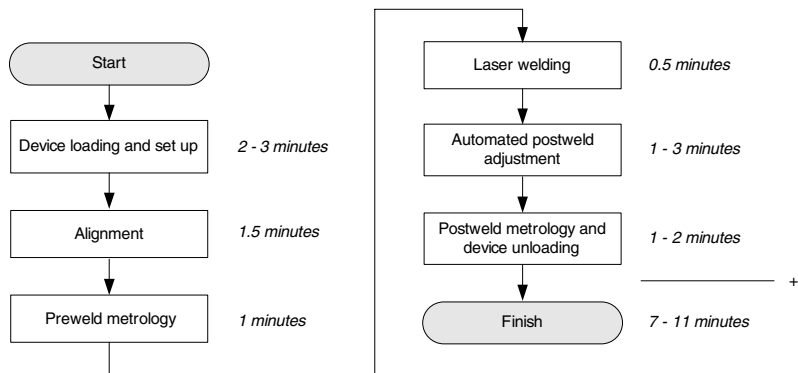 Start
Device loading and set up
2 - 3 minutes
Alignment
1.5 minutes
Preweld metrology
1 minutes
Laser welding
0.5 minutes
Automated postweld
adjustment
1 - 3 minutes
Postweld metrology and
device unloading
1 - 2 minutes
+
Finish
7 - 11 minutes